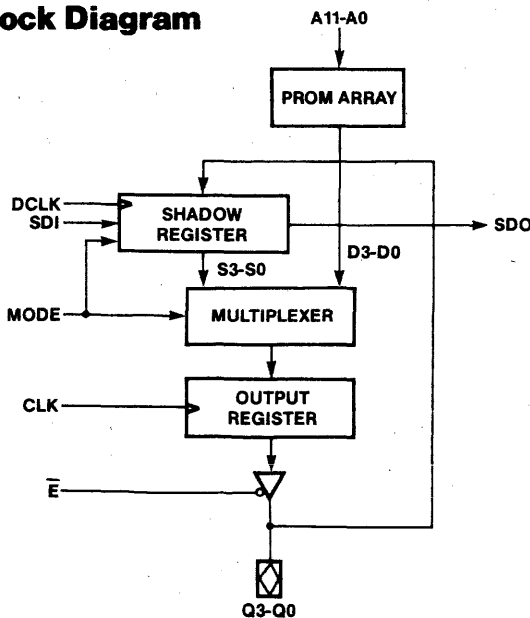 ock Diagram
A11-A0
PROM ARRAY
DCLK
SDI
SHADOW
REGISTER
SDO
S3-S0
D3-D0
MODE
MULTIPLEXER
CLK
OUTPUT
REGISTER
E̅
Q3-Q0